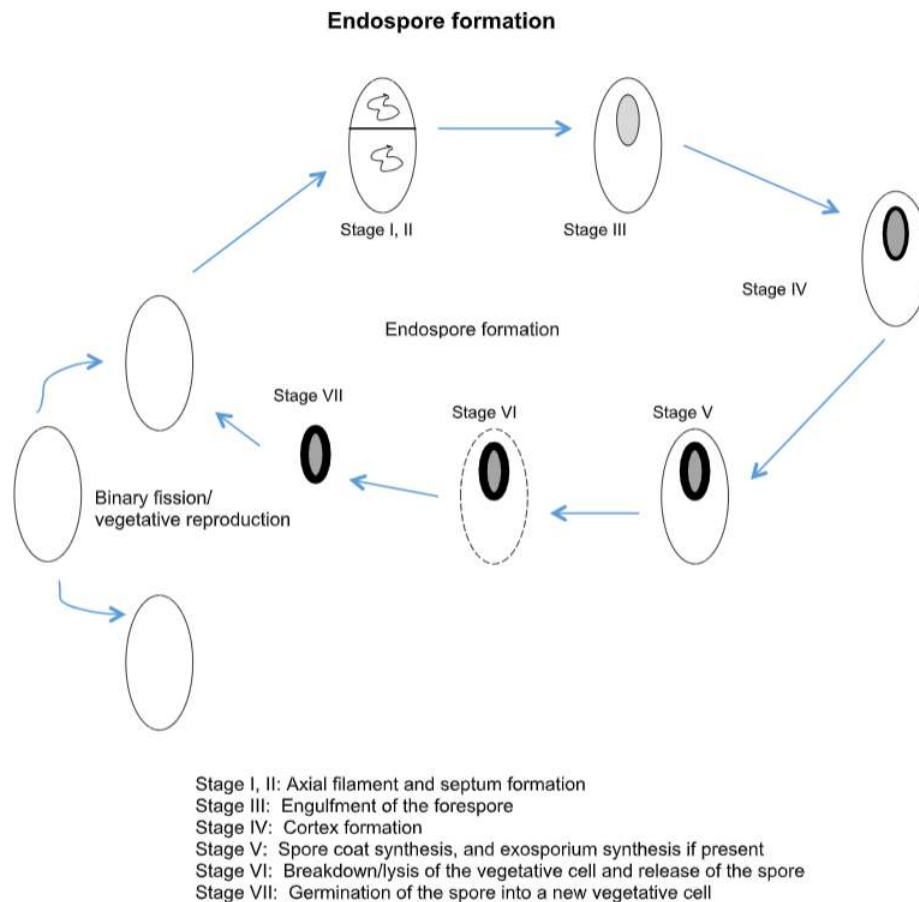 Endospore formation
Stage I, II
Stage III
Stage IV
Endospore formation
Stage VII
Stage VI
Stage V
Binary fission/
vegetative reproduction
Stage I, II: Axial filament and septum formation
Stage III: Engulfment of the forespore
Stage IV: Cortex formation
Stage V: Spore coat synthesis, and exosporium synthesis if present
Stage VI: Breakdown/lysis of the vegetative cell and release of the spore
Stage VII: Germination of the spore into a new vegetative cell